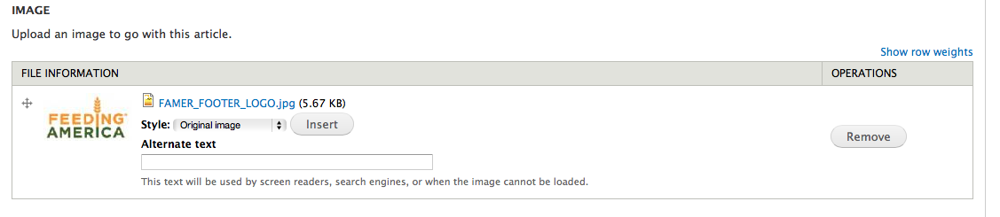 IMAGE
Upload an image to go with this article.
Show row weights
FILE INFORMATION OPERATIONS
FEEDING
AMERICA
FAMER_FOOTER_LOGO.jpg (5.67 KB)
Style: Original image Insert
Remove
Alternate text
This text will be used by screen readers, search engines, or when the image cannot be loaded.